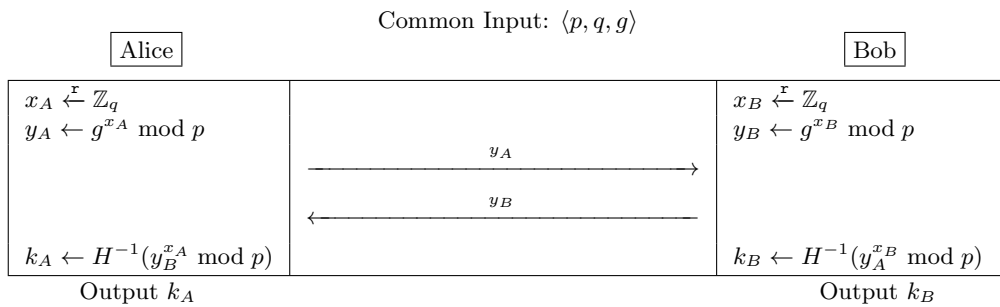 Common Input: ⟨p, q, g⟩
Alice
Bob
x_A ←^r ℤ_q
x_B ←^r ℤ_q
y_A ← g^{x_A} mod p
y_B ← g^{x_B} mod p
y_A
y_B
k_A ← H^{-1}(y_B^{x_A} mod p)
k_B ← H^{-1}(y_A^{x_B} mod p)
Output k_A
Output k_B